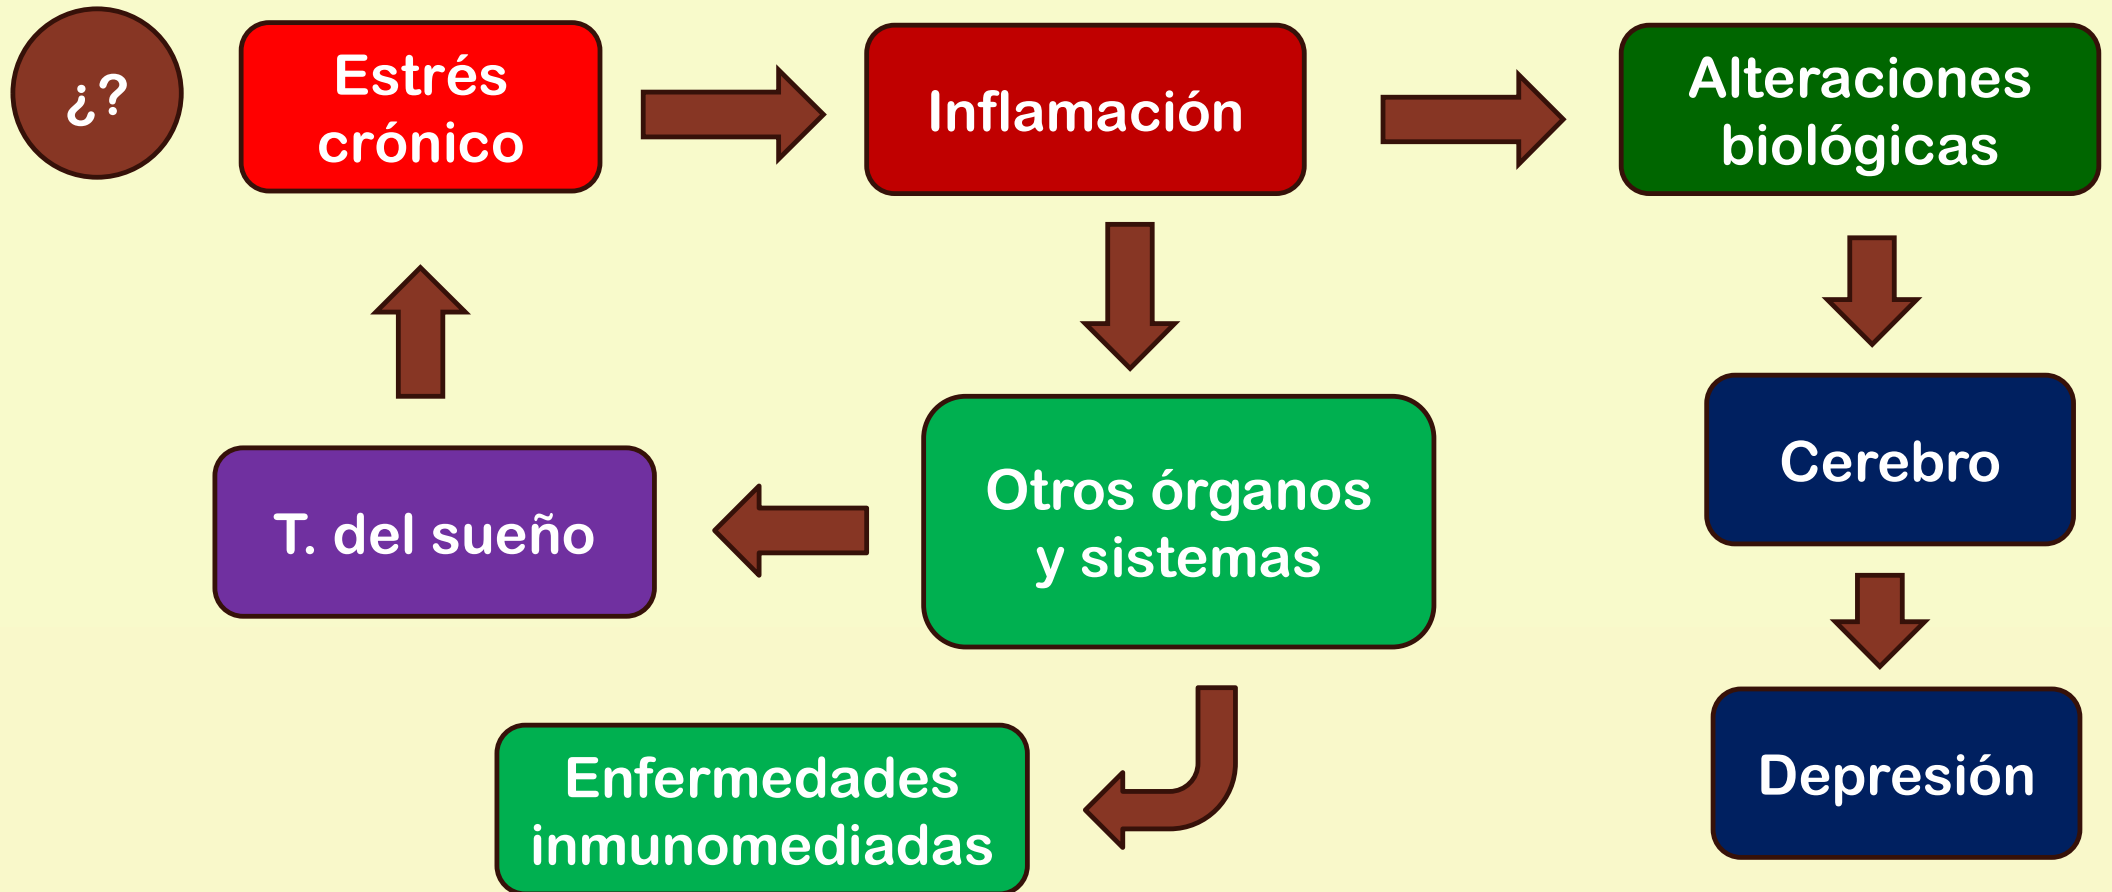 ¿?
Estrés
crónico
Inflamación
Alteraciones
biológicas
T. del sueño
Otros órganos
y sistemas
Cerebro
Enfermedades
inmunomediadas
Depresión